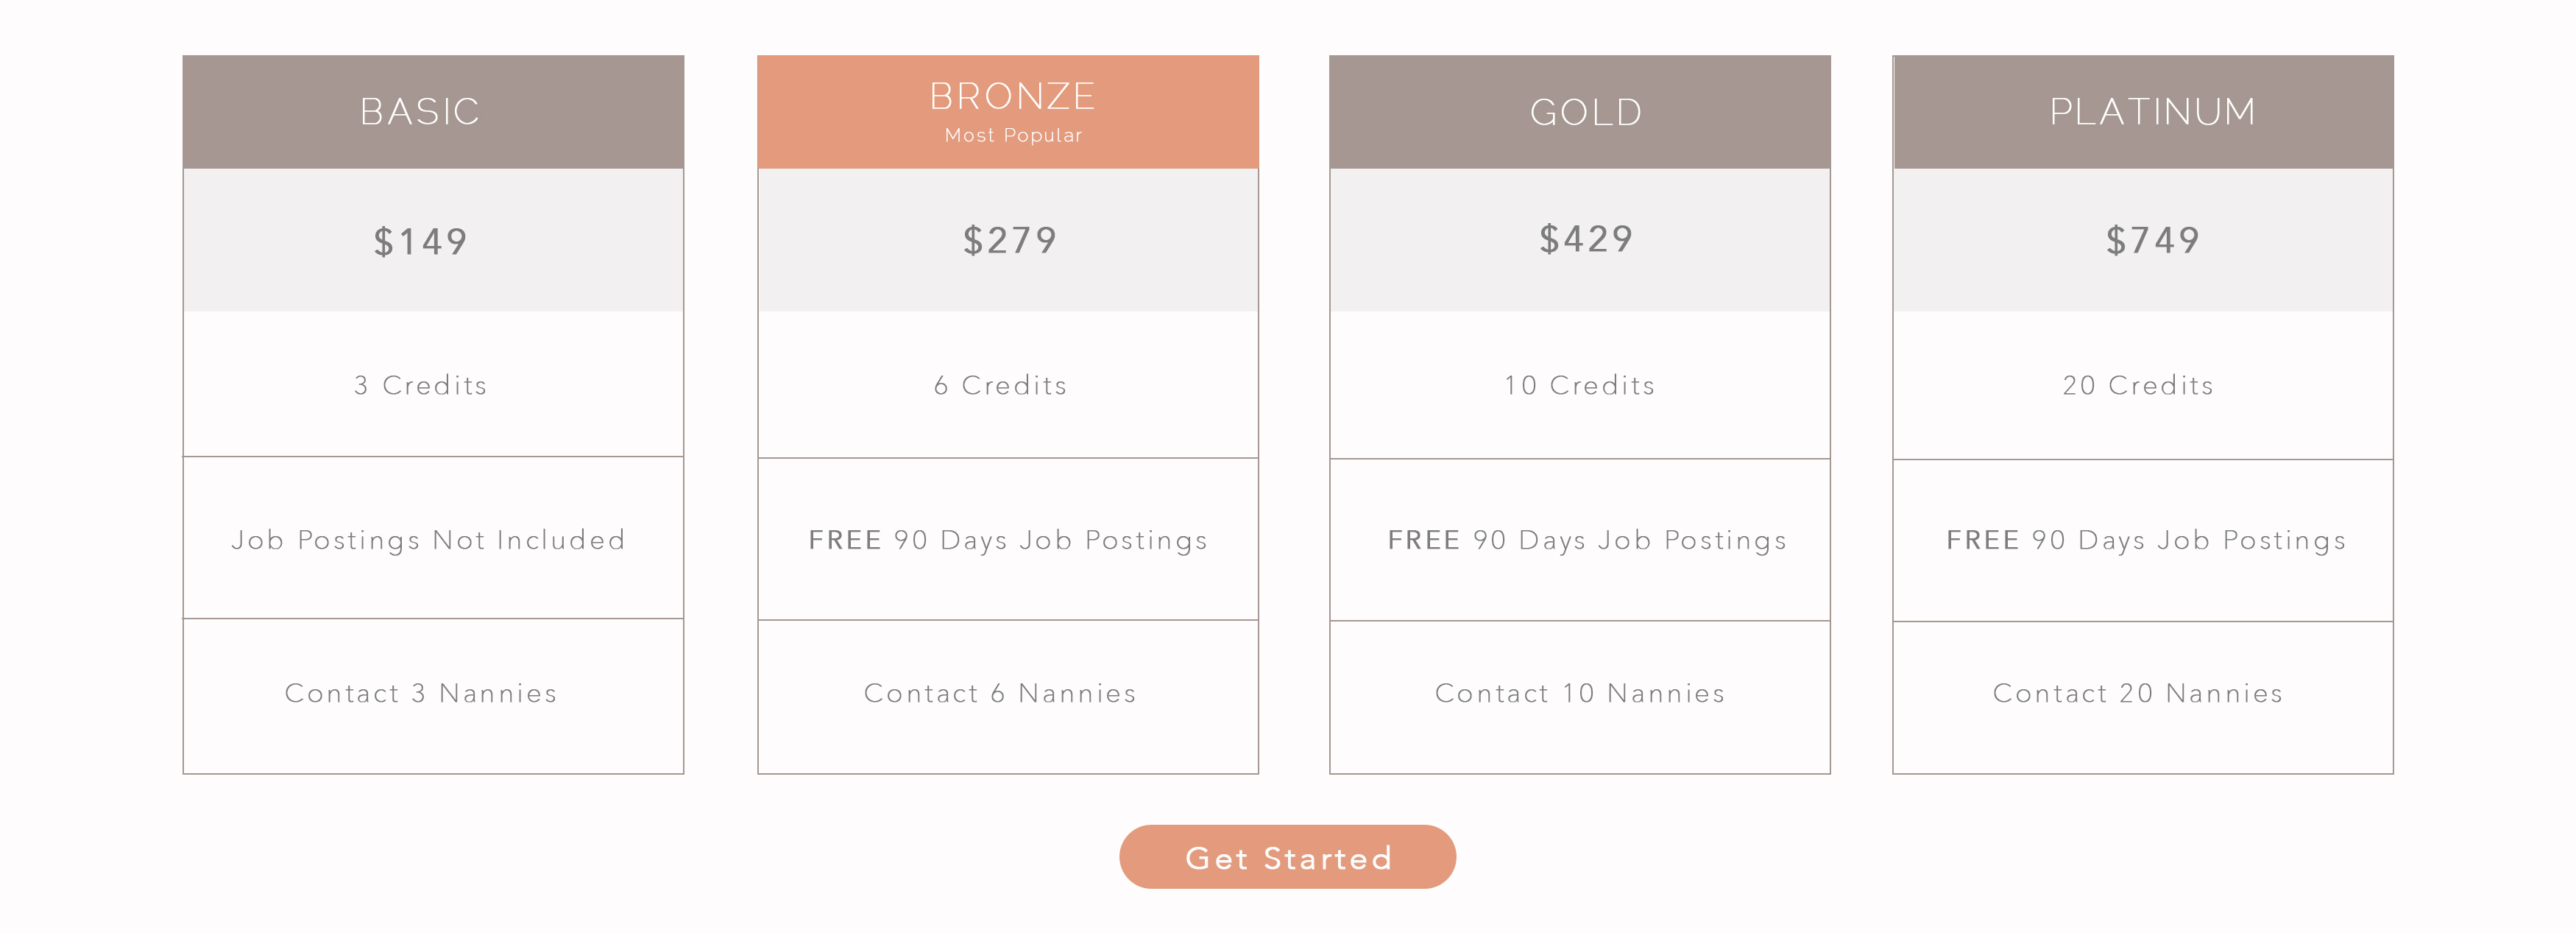 BASIC
$149
3 Credits
Job Postings Not Included
Contact 3 Nannies
BRONZE
Most Popular
$279
6 Credits
FREE 90 Days Job Postings
Contact 6 Nannies
GOLD
$429
10 Credits
FREE 90 Days Job Postings
Contact 10 Nannies
PLATINUM
$749
20 Credits
FREE 90 Days Job Postings
Contact 20 Nannies
Get Started